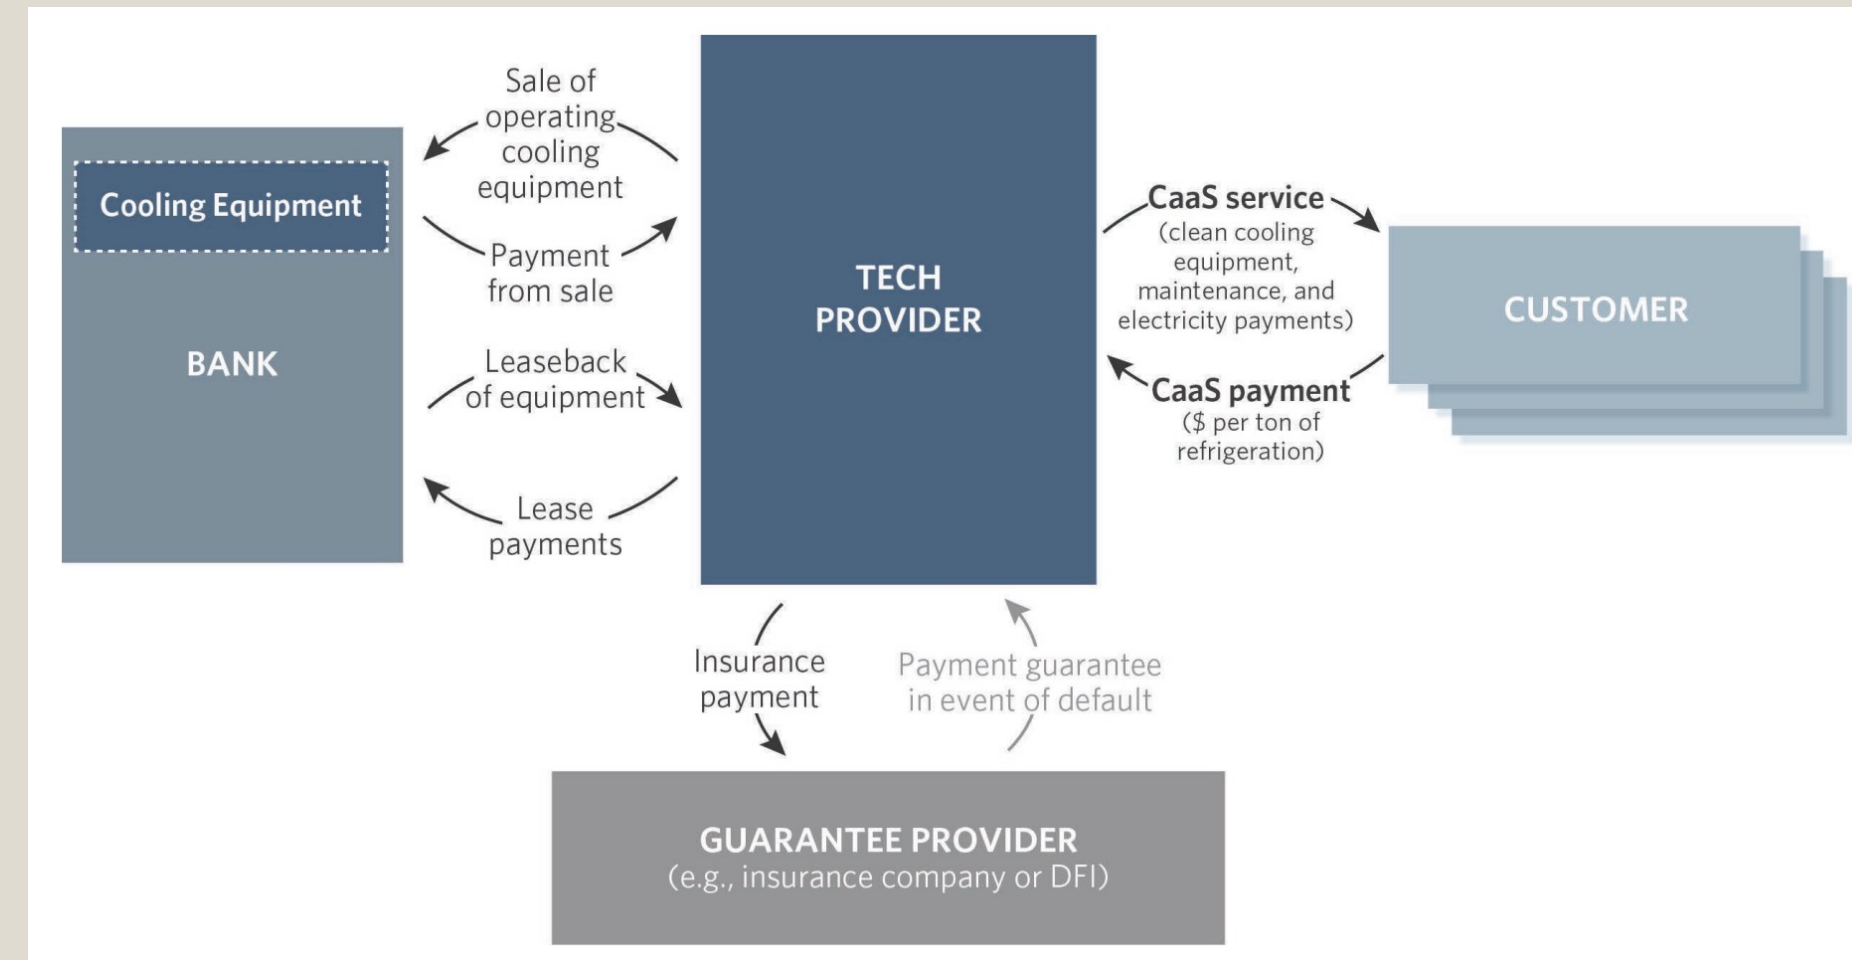 Sale of
operating
cooling
equipment
Cooling Equipment
BANK
Payment
from sale
Leaseback
of equipment
Lease
payments
TECH
PROVIDER
CaaS service
(clean cooling
equipment,
maintenance, and
electricity payments)
CaaS payment
($ per ton of
refrigeration)
CUSTOMER
Insurance
payment
Payment guarantee
in event of default
GUARANTEE PROVIDER
(e.g., insurance company or DFI)